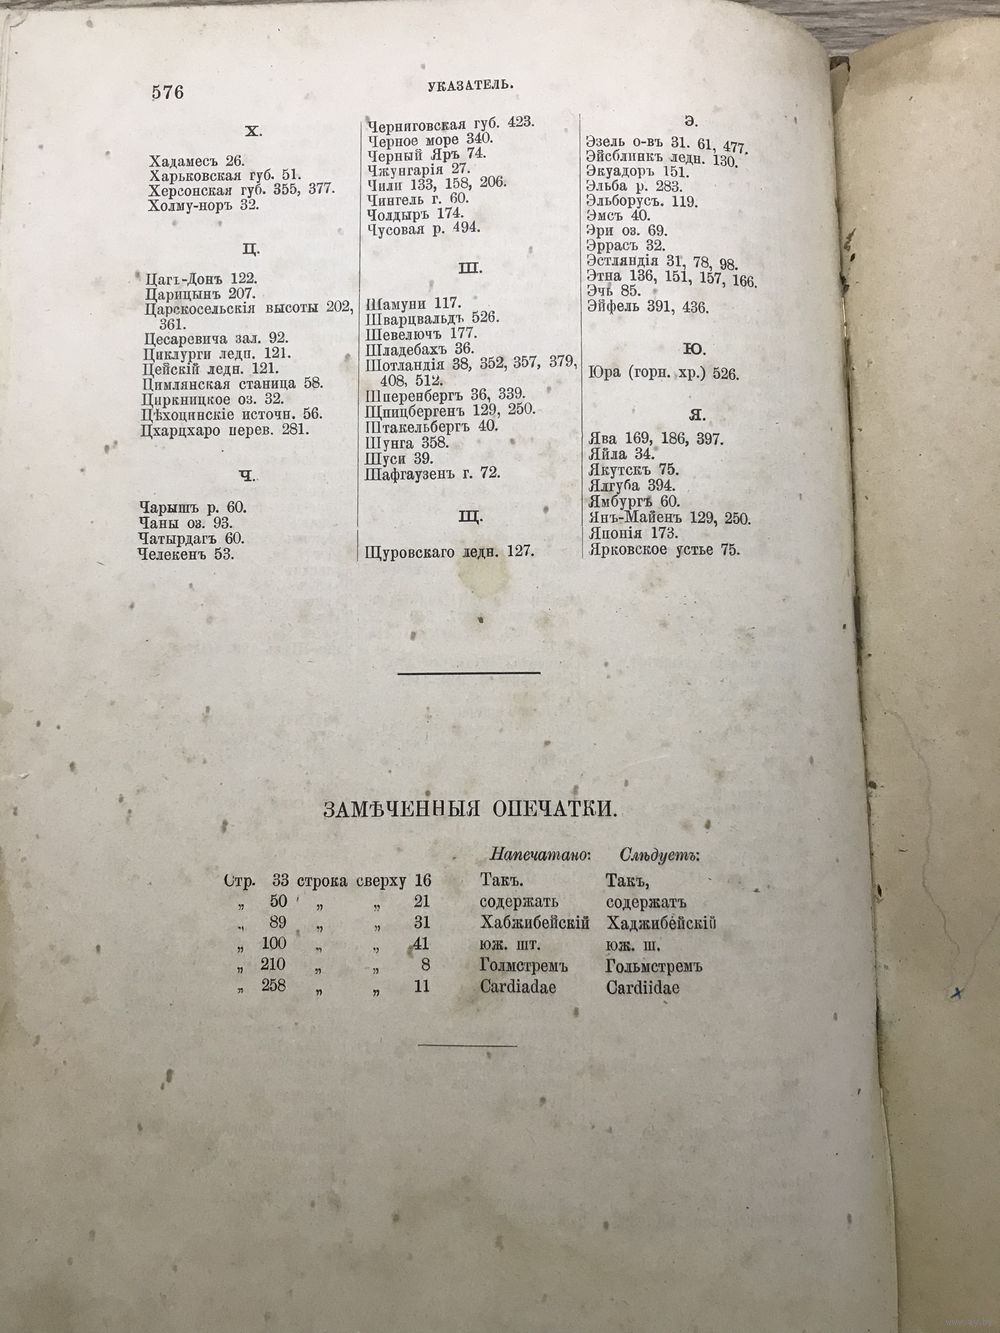 576
УКАЗАТЕЛЬ.
Х.
Хадамесъ 26.
Харьковская губ. 51.
Херсонская губ. 355, 377.
Холму-норъ 32.
Ц.
Цагь-Донъ 122.
Царицынъ 207.
Царскосельскія высоты 202,
361.
Цесаревича зал. 92.
Циклурги ледн. 121.
Цейскій ледн. 121.
Цимлянская станица 58.
Циркницкое оз. 32.
Цѣхоцинскіе источн. 56.
Цхарцхаро перев. 281.
Ч.
Чарышъ р. 60.
Чаны оз. 93.
Чатырдагъ 60.
Челекенъ 53.
Черниговская губ. 423.
Черное море 340.
Черный Яръ 74.
Чжунгарія 27.
Чили 133, 158, 206.
Чингель г. 60.
Чолдыръ 174.
Чусовая р. 494.
Ш.
Шамуни 117.
Шварцвальдъ 526.
Шевелючъ 177.
Шладебахъ 36.
Шотландія 38, 352, 357, 379,
408, 512.
Шперенбергъ 36, 339.
Щпицбергенъ 129, 250.
Штакельбергъ 40.
Шунга 358.
Шуси 39.
Шафгаузенъ г. 72.
Щ.
Щуровскаго ледн. 127.
Э.
Эзель о-въ 31. 61, 477.
Эйсблинкъ ледн. 130.
Экуадоръ 151.
Эльба р. 283.
Эльборусъ. 119.
Эмсъ 40.
Эри оз. 69.
Эррасъ 32.
Эстляндія 31, 78, 98.
Этна 136, 151, 157, 166.
Эчь 85.
Эйфель 391, 436.
Ю.
Юра (горн. хр.) 526.
Я.
Ява 169, 186, 397.
Яйла 34.
Якутскъ 75.
Ялгуба 394.
Ямбургъ 60.
Янъ-Майенъ 129, 250.
Японія 173.
Ярковское устье 75.
ЗАМѢЧЕННЫЯ ОПЕЧАТКИ.
Напечатано: Слѣдуетъ:
Стр. 33 строка сверху 16 Такъ. Такъ,
„ 50 „ „ 21 содержать содержатъ
„ 89 „ „ 31 Хабжибейскій Хаджибейскій
„ 100 „ „ 41 юж. шт. юж. ш.
„ 210 „ „ 8 Голмстремъ Гольмстремъ
„ 258 „ „ 11 Cardiadae Cardiidae